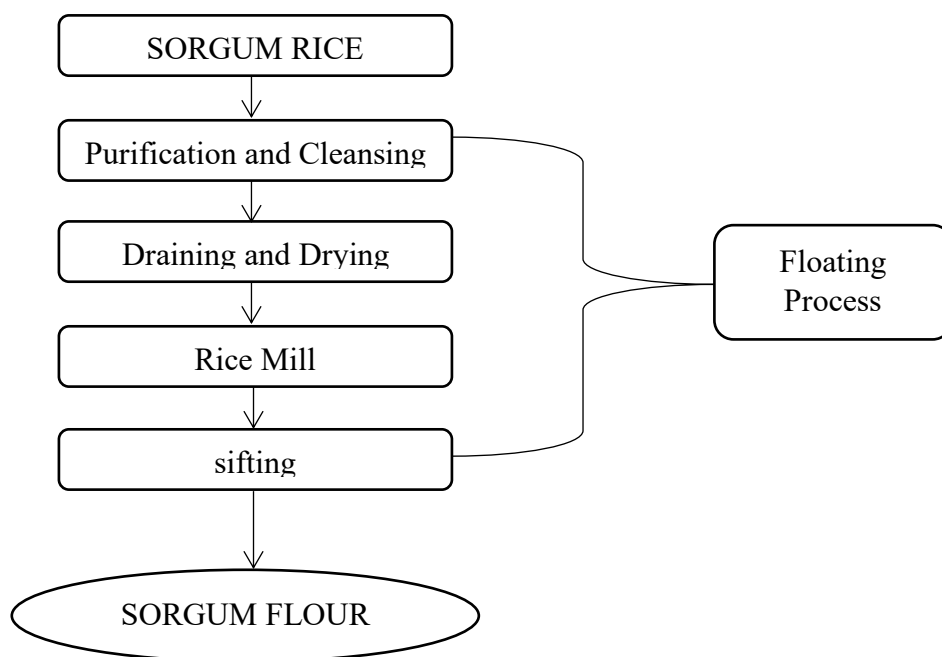 SORGUM RICE
Purification and Cleansing
Draining and Drying
Rice Mill
sifting
SORGUM FLOUR
Floating
Process